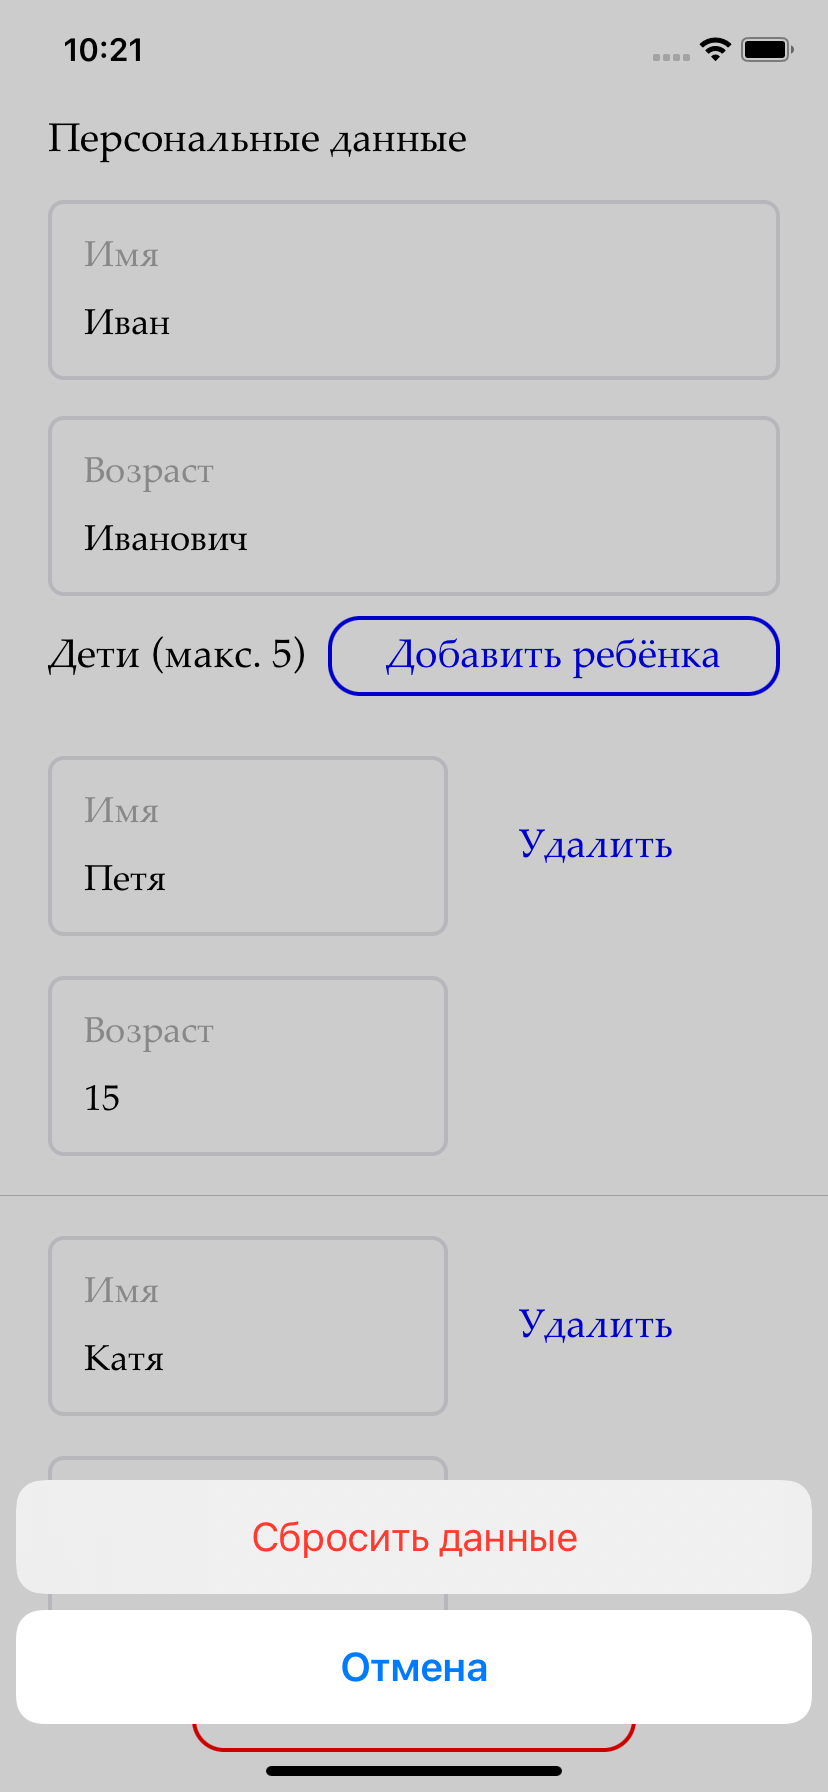 10:21
Персональные данные
Имя
Иван
Возраст
Иванович
Дети (макс. 5) Добавить ребёнка
Имя
Петя
Удалить
Возраст
15
Имя
Катя
Удалить
Сбросить данные
Отмена